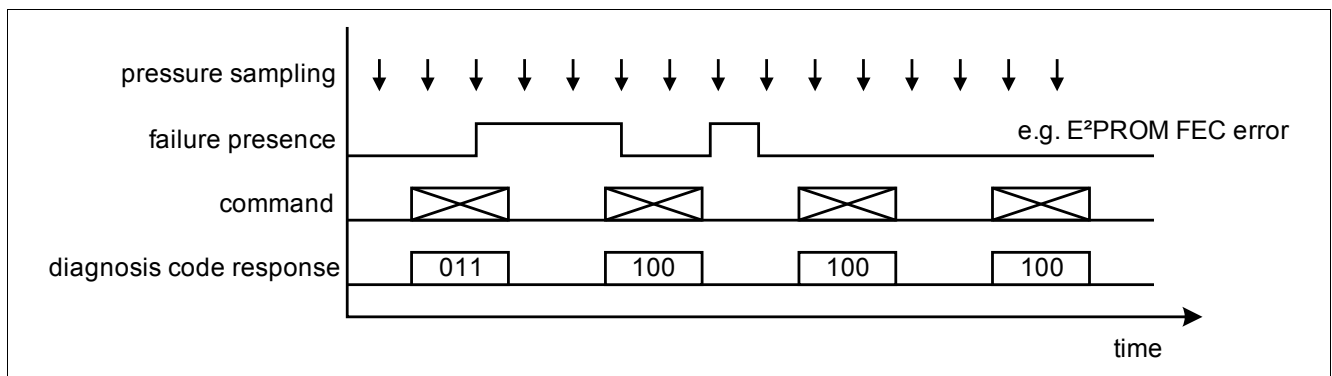 pressure sampling
failure presence
e.g. E²PROM FEC error
command
diagnosis code response
011
100
100
100
time